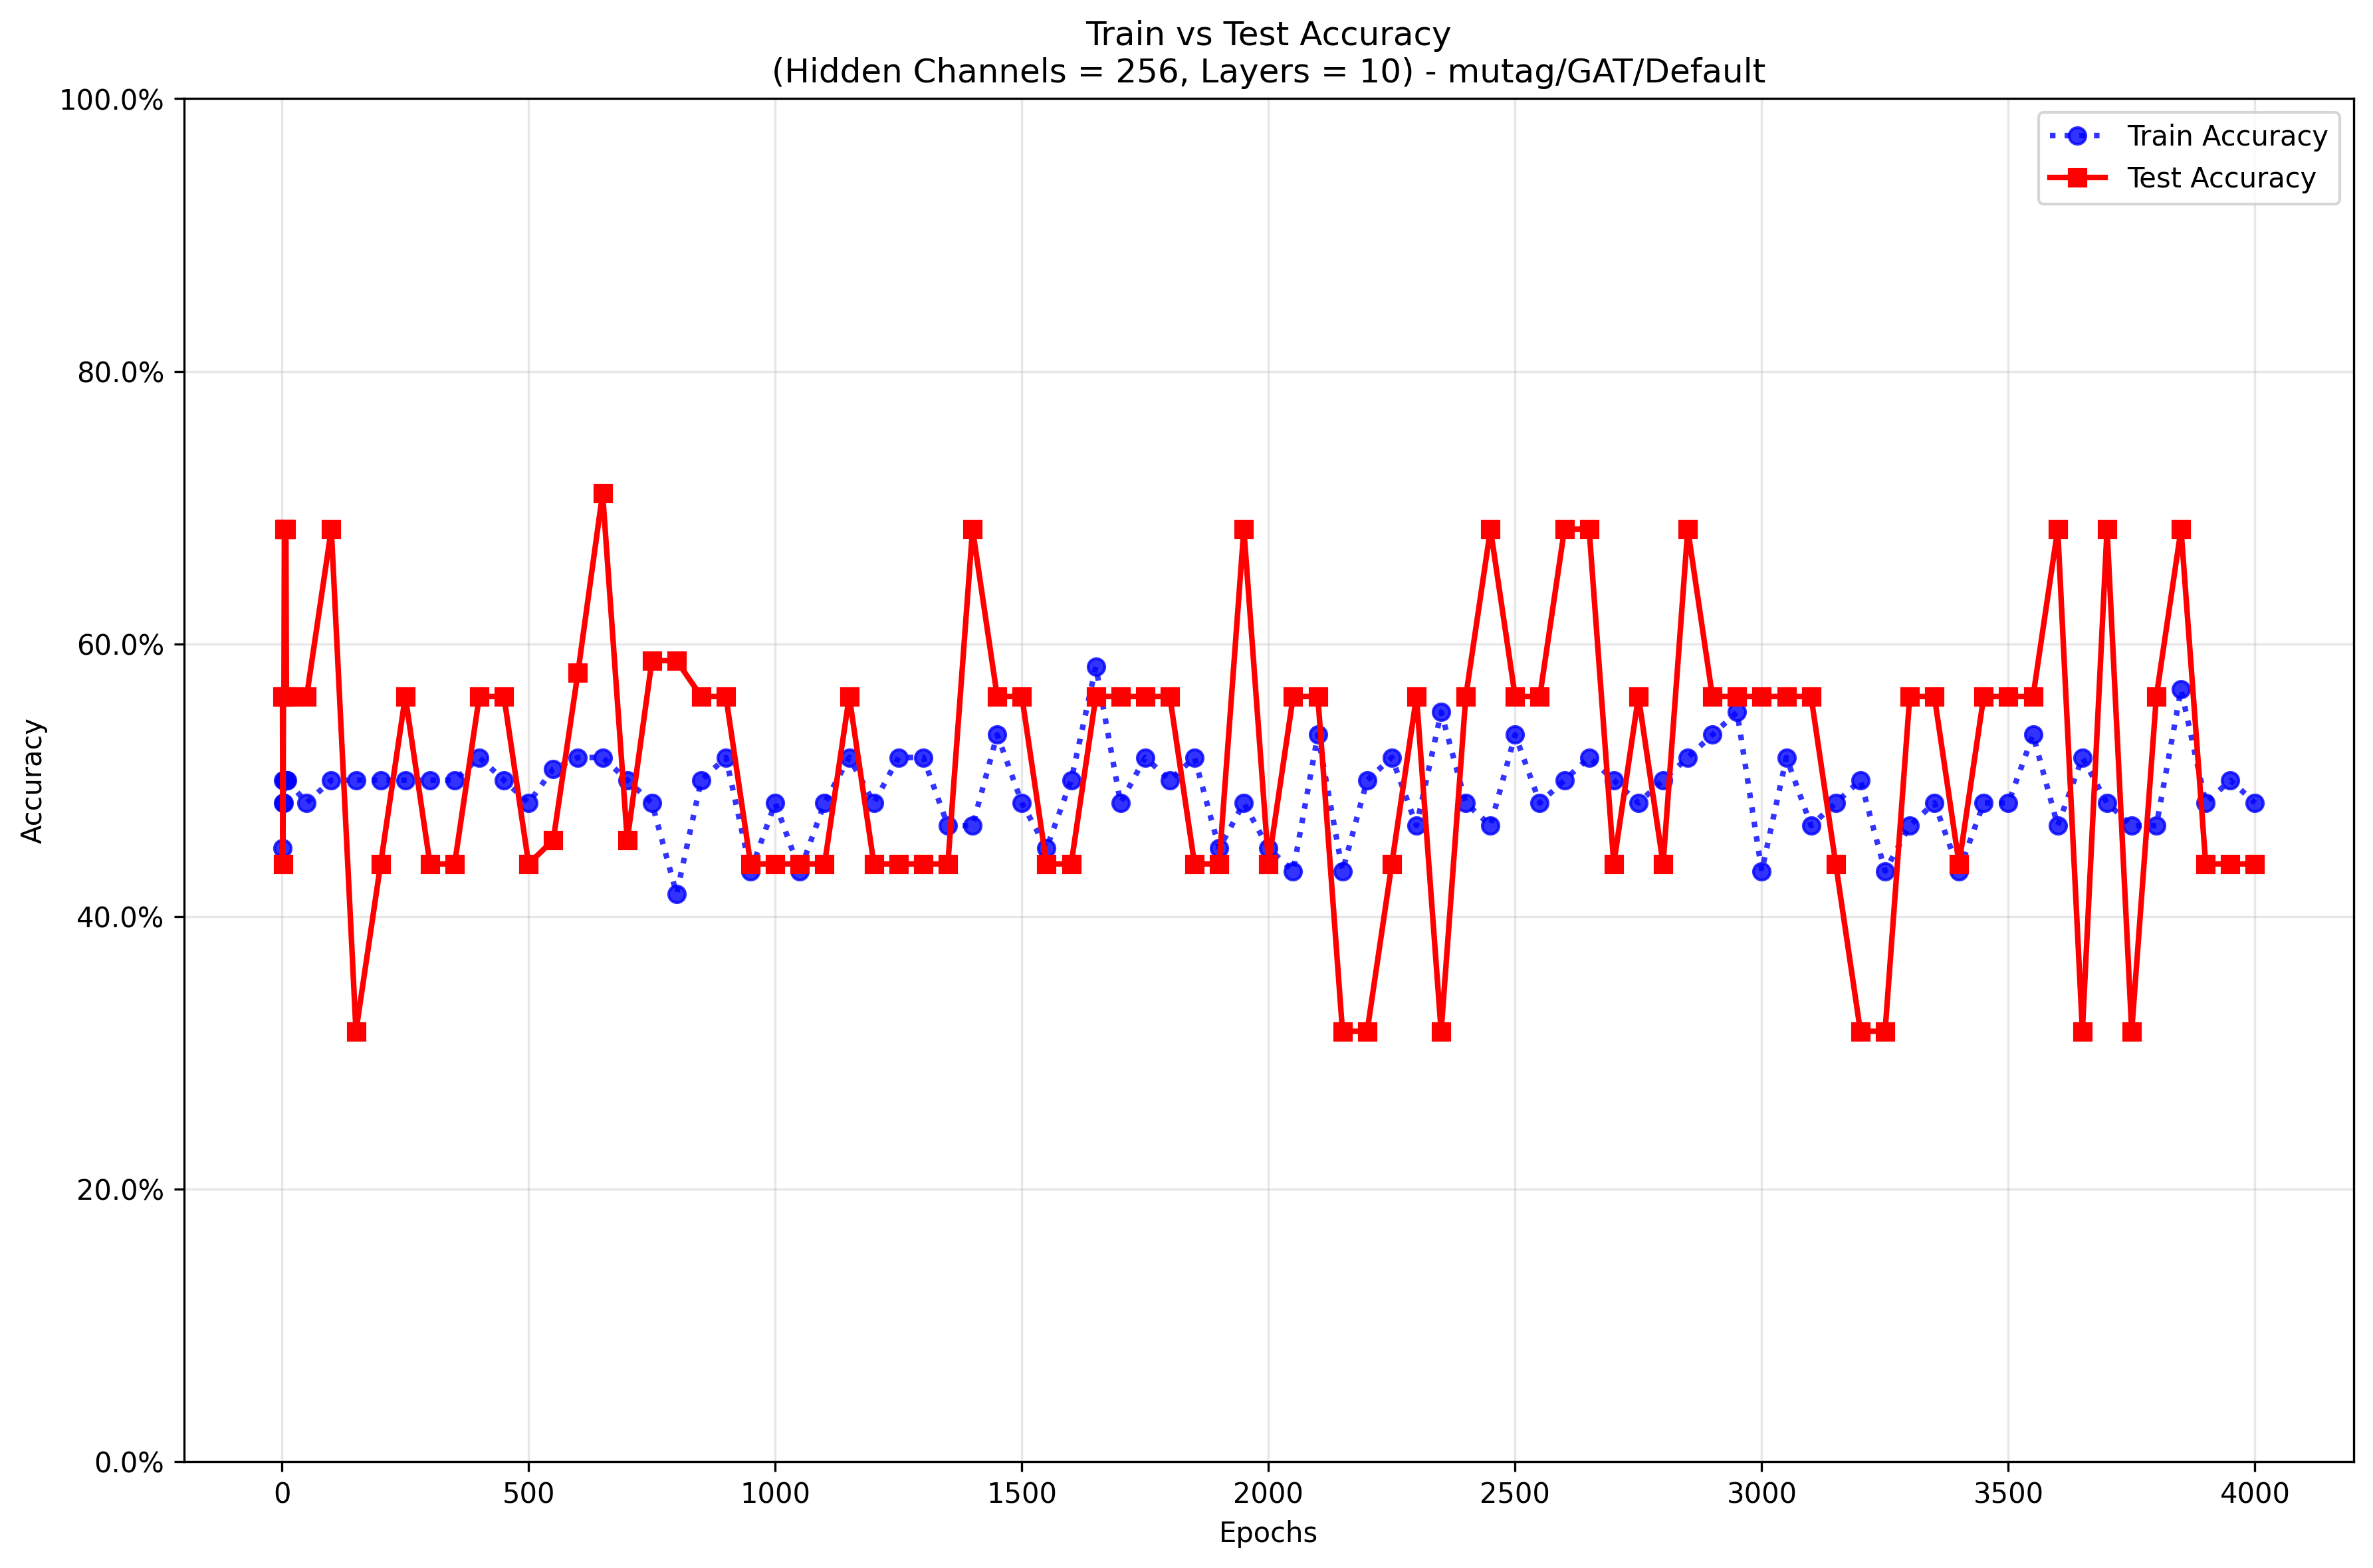 Train vs Test Accuracy
(Hidden Channels = 256, Layers = 10) - mutag/GAT/Default
100.0%
80.0%
60.0%
40.0%
20.0%
0.0%
Accuracy
Train Accuracy
Test Accuracy
0 500 1000 1500 2000 2500 3000 3500 4000
Epochs